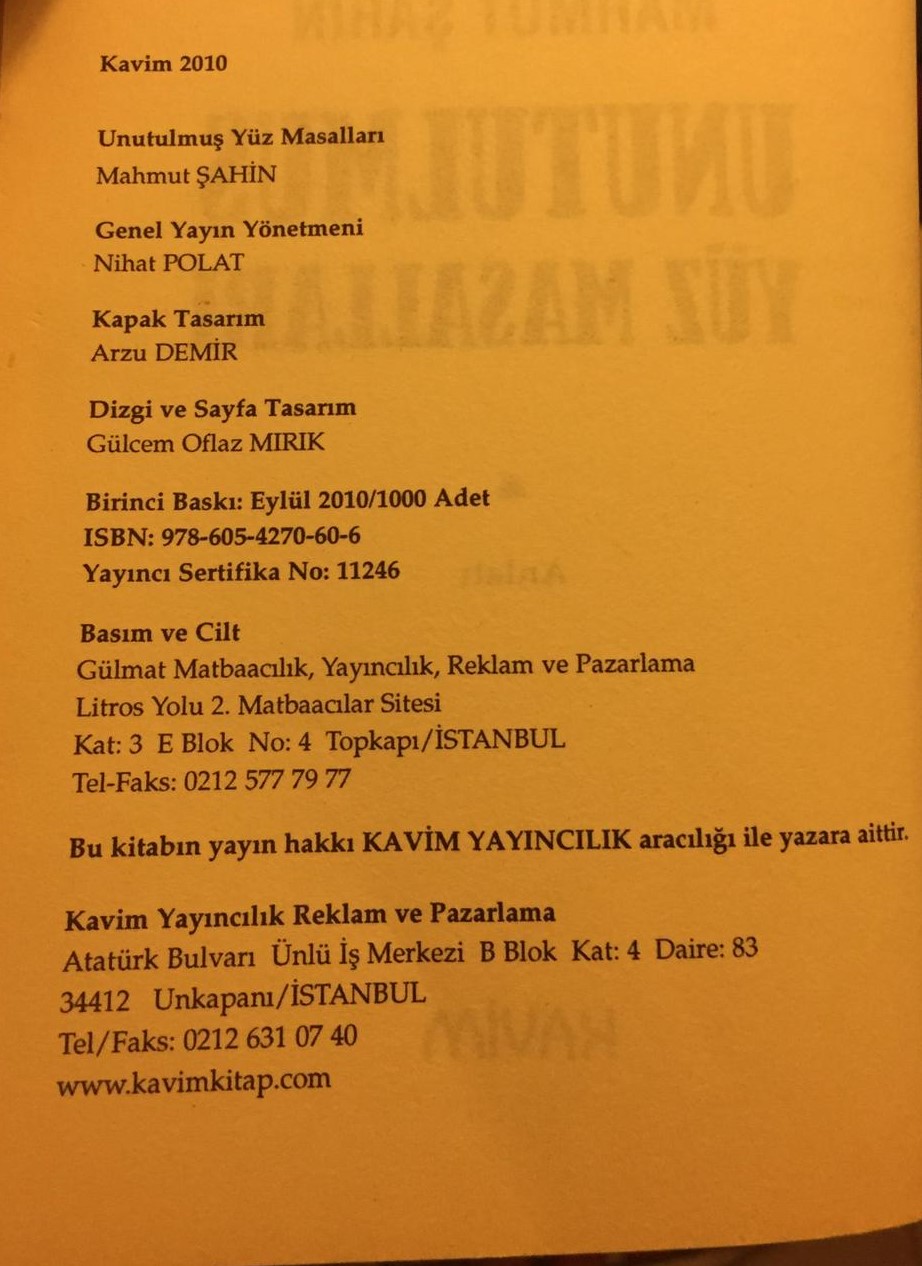 Kavim 2010
Unutulmuş Yüz Masalları
Mahmut ŞAHİN
Genel Yayın Yönetmeni
Nihat POLAT
Kapak Tasarım
Arzu DEMİR
Dizgi ve Sayfa Tasarım
Gülcem Oflaz MIRIK
Birinci Baskı: Eylül 2010/1000 Adet
ISBN: 978-605-4270-60-6
Yayıncı Sertifika No: 11246
Basım ve Cilt
Gülmat Matbaacılık, Yayıncılık, Reklam ve Pazarlama
Litros Yolu 2. Matbaacılar Sitesi
Kat: 3 E Blok No: 4 Topkapı/İSTANBUL
Tel-Faks: 0212 577 79 77
Bu kitabın yayın hakkı KAVİM YAYINCILIK aracılığı ile yazara aittir.
Kavim Yayıncılık Reklam ve Pazarlama
Atatürk Bulvarı Ünlü İş Merkezi B Blok Kat: 4 Daire: 83
34412 Unkapanı/İSTANBUL
Tel/Faks: 0212 631 07 40
www.kavimkitap.com